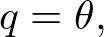 q = θ,